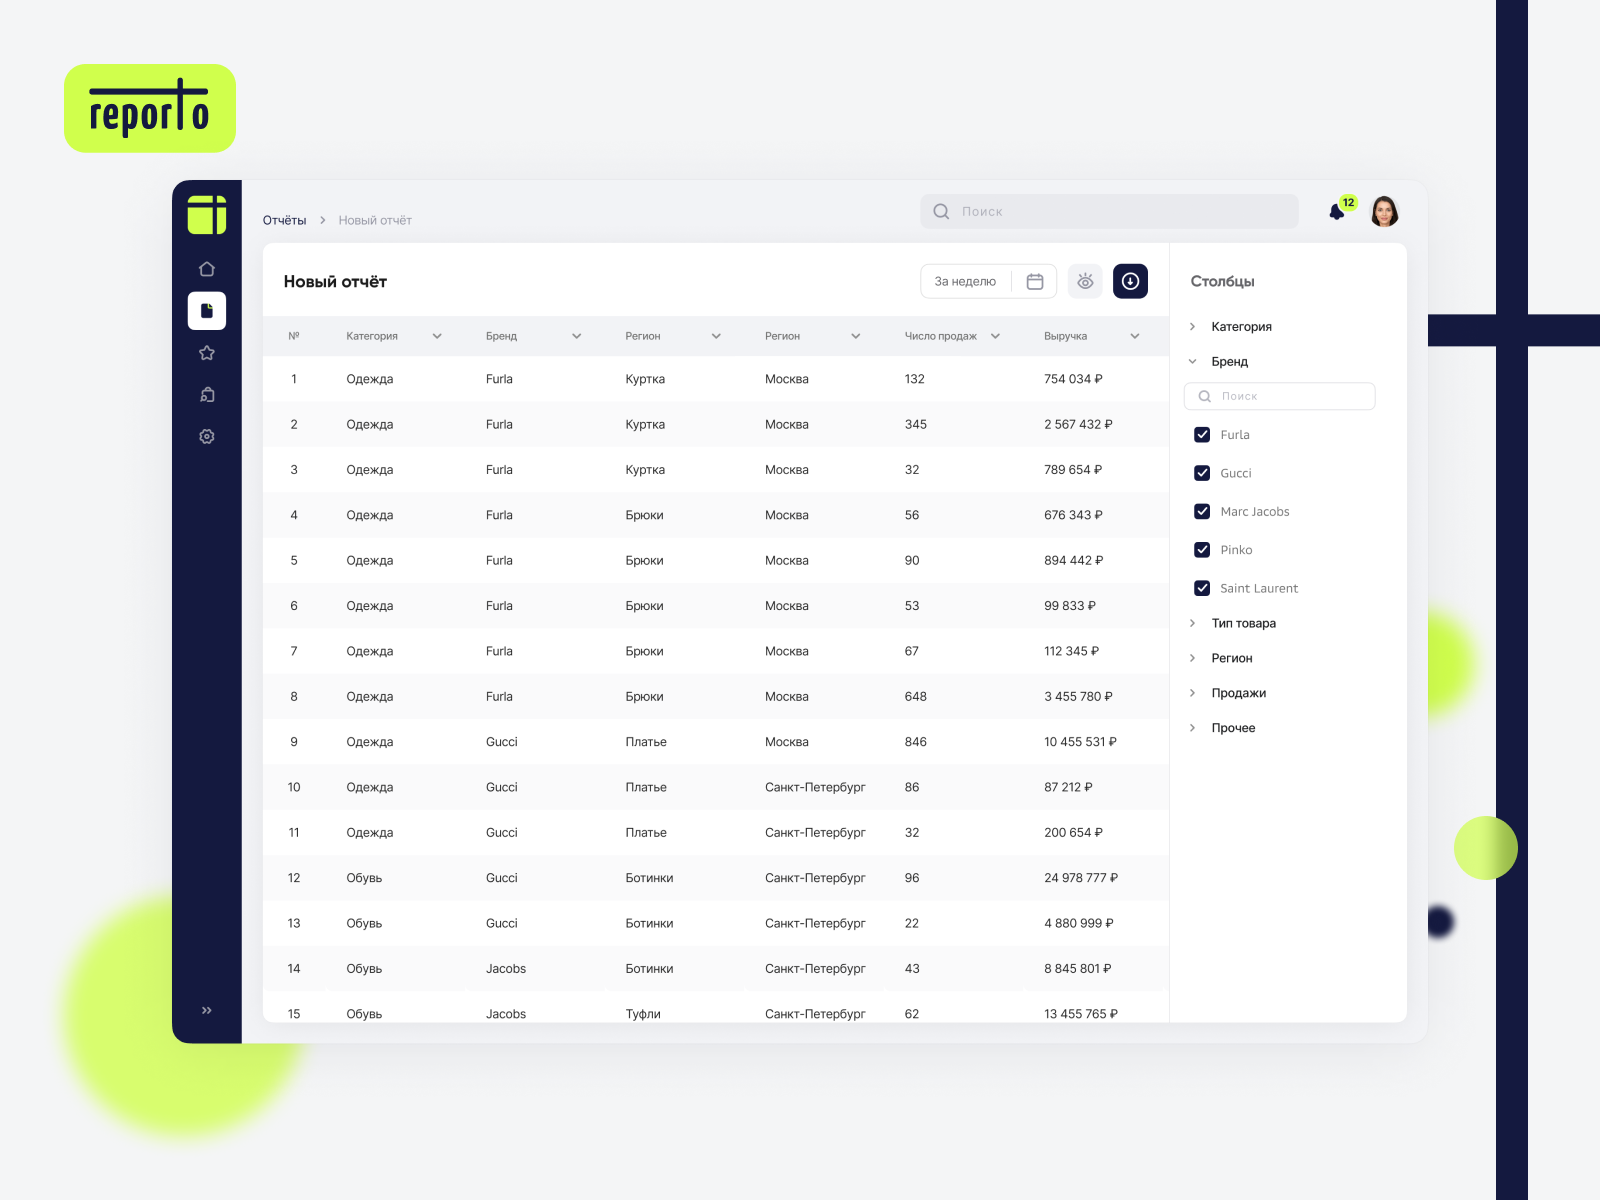 reporto
Отчёты > Новый отчёт
Поиск
12
Новый отчёт
За неделю
№ Категория Бренд Регион Регион Число продаж Выручка
1 Одежда Furla Куртка Москва 132 754 034 ₽
2 Одежда Furla Куртка Москва 345 2 567 432 ₽
3 Одежда Furla Куртка Москва 32 789 654 ₽
4 Одежда Furla Брюки Москва 56 676 343 ₽
5 Одежда Furla Брюки Москва 90 894 442 ₽
6 Одежда Furla Брюки Москва 53 99 833 ₽
7 Одежда Furla Брюки Москва 67 112 345 ₽
8 Одежда Furla Брюки Москва 648 3 455 780 ₽
9 Одежда Gucci Платье Москва 846 10 455 531 ₽
10 Одежда Gucci Платье Санкт-Петербург 86 87 212 ₽
11 Одежда Gucci Платье Санкт-Петербург 32 200 654 ₽
12 Обувь Gucci Ботинки Санкт-Петербург 96 24 978 777 ₽
13 Обувь Gucci Ботинки Санкт-Петербург 22 4 880 999 ₽
14 Обувь Jacobs Ботинки Санкт-Петербург 43 8 845 801 ₽
15 Обувь Jacobs Туфли Санкт-Петербург 62 13 455 765 ₽
Столбцы
Категория
Бренд
Поиск
Furla
Gucci
Marc Jacobs
Pinko
Saint Laurent
Тип товара
Регион
Продажи
Прочее